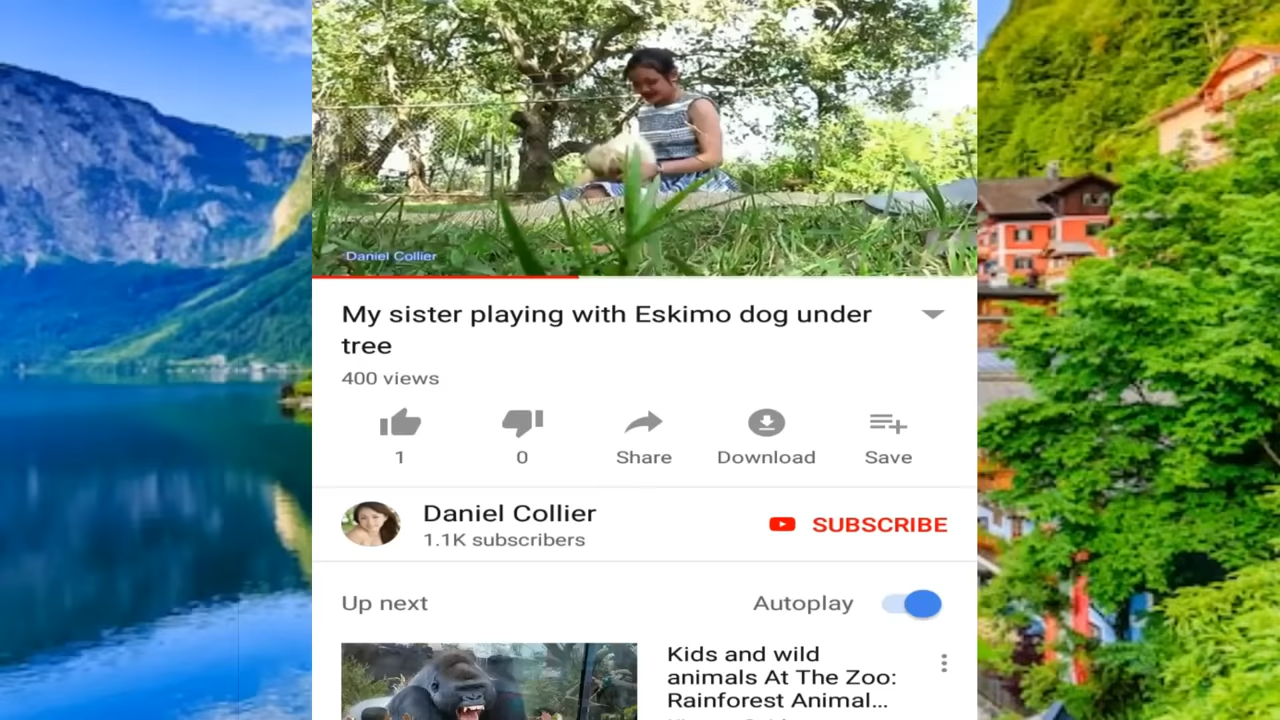 Daniel Collier
My sister playing with Eskimo dog under
tree
400 views
1
0
Share
Download
Save
Daniel Collier
1.1K subscribers
SUBSCRIBE
Up next
Autoplay
Kids and wild
animals At The Zoo:
Rainforest Animal...